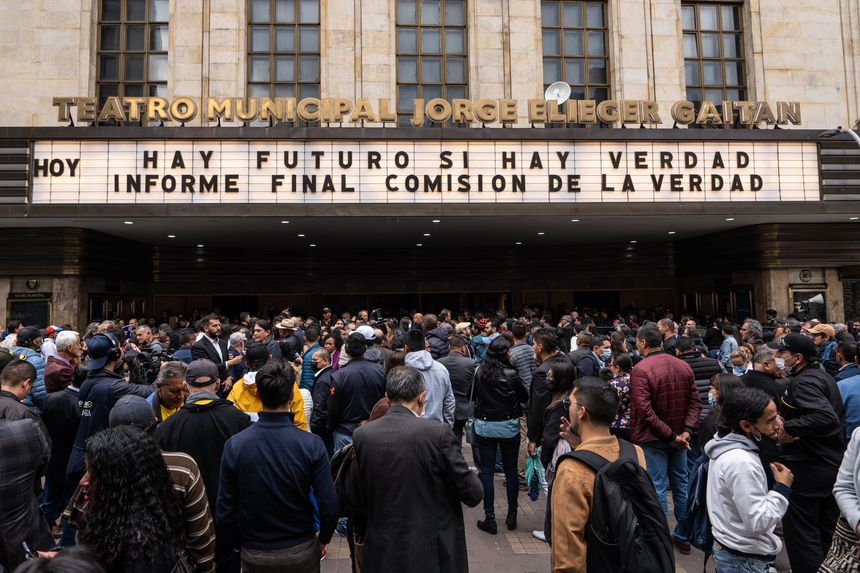 TEATRO MUNICIPAL JORGE ELIECER GAITAN
HOY
HAY FUTURO SI HAY VERDAD
INFORME FINAL COMISION DE LA VERDAD